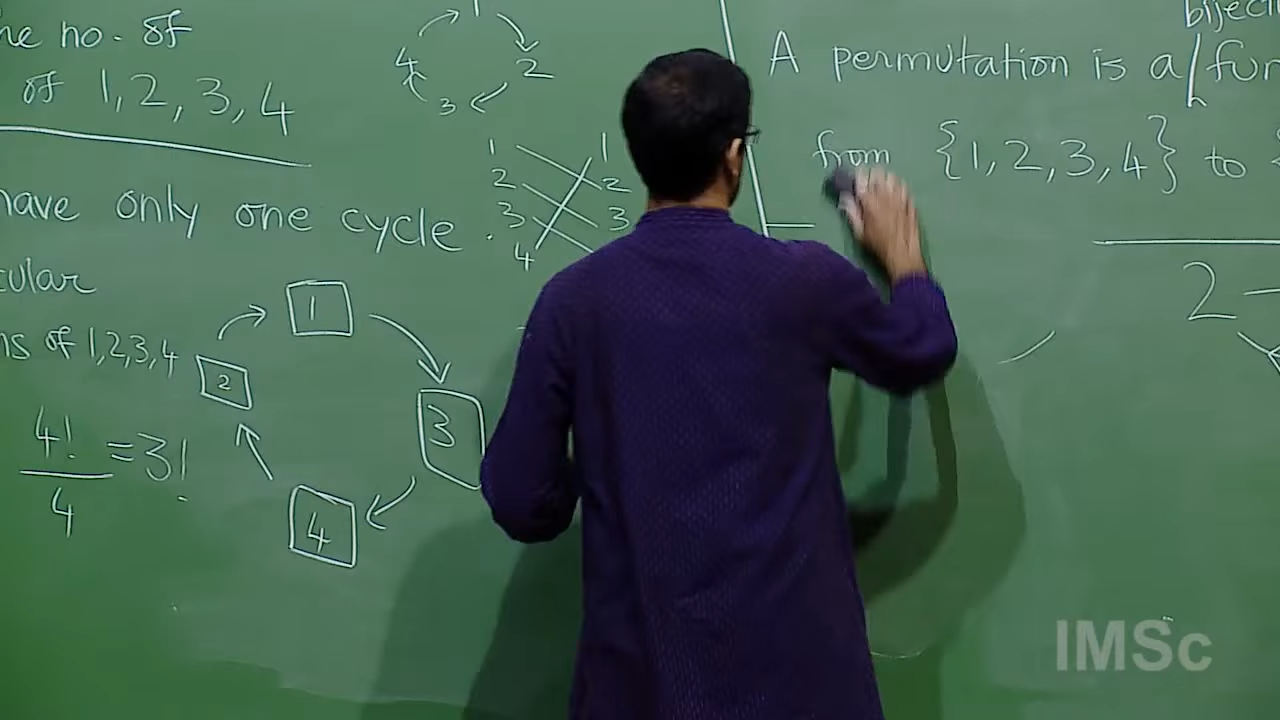 he no. of
of 1, 2, 3, 4
have only one cycle.
cular
ns of 1,2,3,4
4!
4
=3!
1
2
3
4
1
2
3
4
1
2
3
1
3
4
2
A permutation is a
bijecti
fun
from {1, 2, 3, 4} to {
2
IMSc